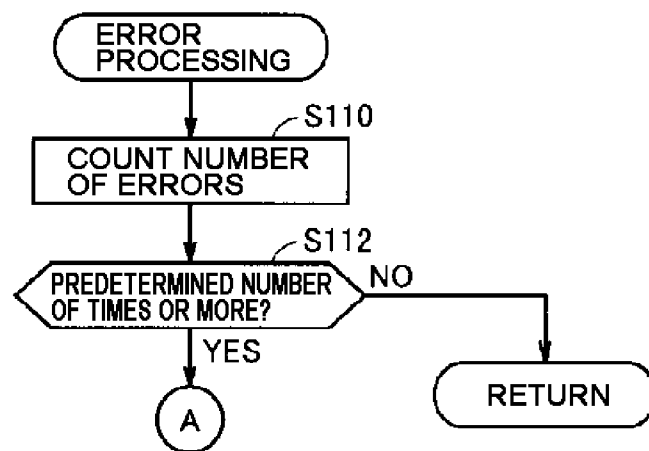 ERROR
PROCESSING
S110
COUNT NUMBER
OF ERRORS
S112
PREDETERMINED NUMBER
OF TIMES OR MORE?
NO
YES
A
RETURN